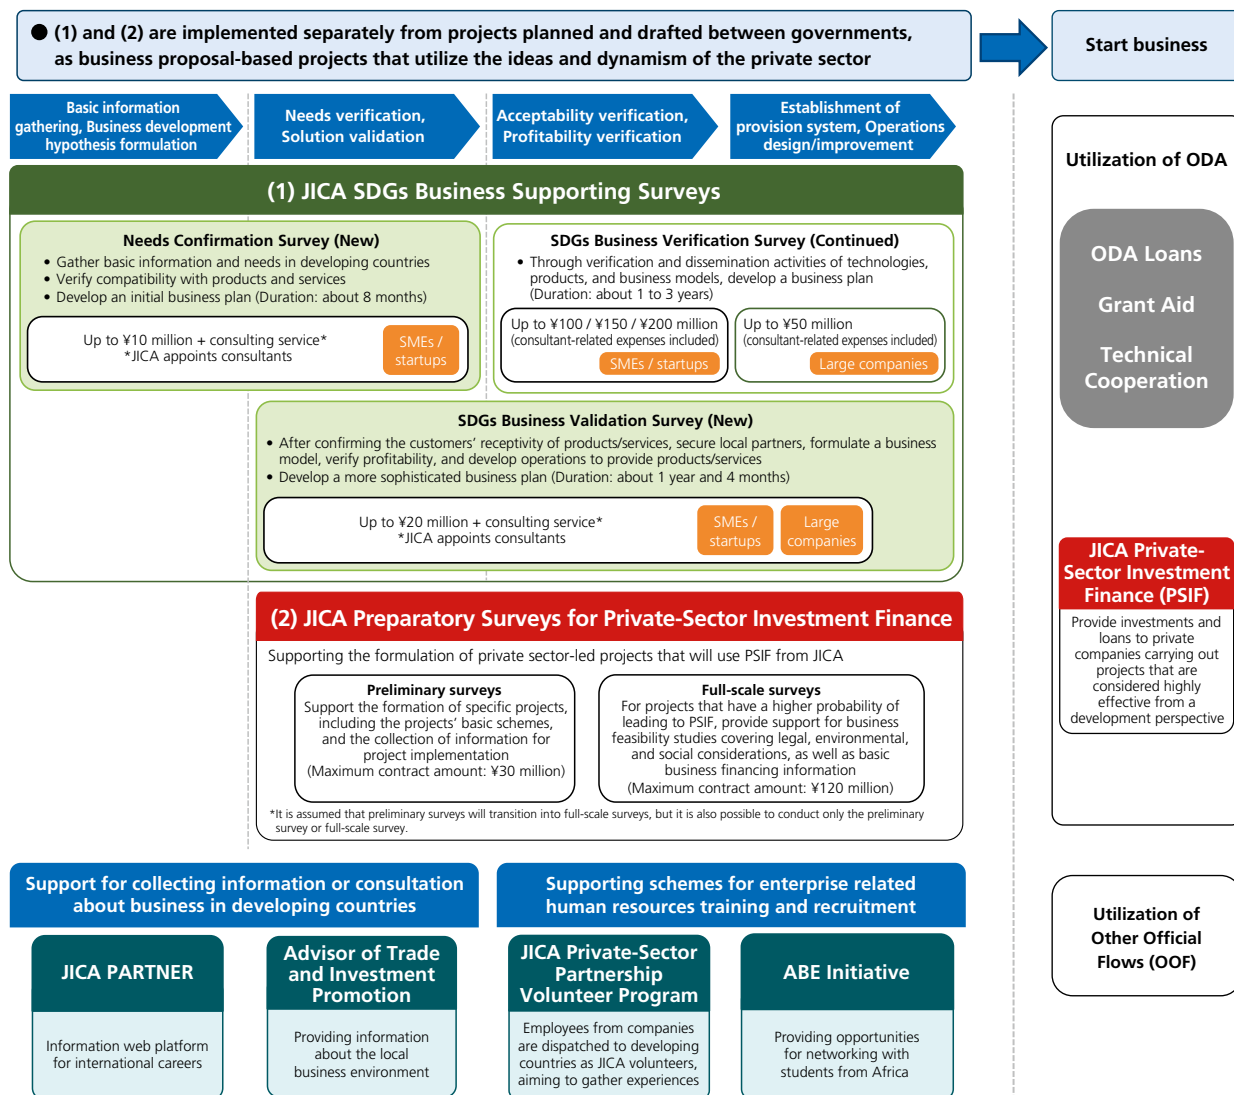 ● (1) and (2) are implemented separately from projects planned and drafted between governments,
as business proposal-based projects that utilize the ideas and dynamism of the private sector
Start business
Basic information
gathering, Business development
hypothesis formulation
Needs verification,
Solution validation
Acceptability verification,
Profitability verification
Establishment of
provision system, Operations
design/improvement
(1) JICA SDGs Business Supporting Surveys
Needs Confirmation Survey (New)
• Gather basic information and needs in developing countries
• Verify compatibility with products and services
• Develop an initial business plan (Duration: about 8 months)
Up to ¥10 million + consulting service*
*JICA appoints consultants
SMEs /
startups
SDGs Business Verification Survey (Continued)
• Through verification and dissemination activities of technologies,
products, and business models, develop a business plan
(Duration: about 1 to 3 years)
Up to ¥100 / ¥150 / ¥200 million
(consultant-related expenses included)
SMEs / startups
Up to ¥50 million
(consultant-related expenses included)
Large companies
SDGs Business Validation Survey (New)
• After confirming the customers’ receptivity of products/services, secure local partners, formulate a business
model, verify profitability, and develop operations to provide products/services
• Develop a more sophisticated business plan (Duration: about 1 year and 4 months)
Up to ¥20 million + consulting service*
*JICA appoints consultants
SMEs /
startups
Large
companies
(2) JICA Preparatory Surveys for Private-Sector Investment Finance
Supporting the formulation of private sector-led projects that will use PSIF from JICA
Preliminary surveys
Support the formation of specific projects,
including the projects’ basic schemes,
and the collection of information for
project implementation
(Maximum contract amount: ¥30 million)
Full-scale surveys
For projects that have a higher probability of
leading to PSIF, provide support for business
feasibility studies covering legal, environmental,
and social considerations, as well as basic
business financing information
(Maximum contract amount: ¥120 million)
*It is assumed that preliminary surveys will transition into full-scale surveys, but it is also possible to conduct only the preliminary
survey or full-scale survey.
Utilization of ODA
ODA Loans
Grant Aid
Technical
Cooperation
JICA Private-
Sector Investment
Finance (PSIF)
Provide investments and
loans to private
companies carrying out
projects that are
considered highly
effective from a
development perspective
Support for collecting information or consultation
about business in developing countries
JICA PARTNER
Information web platform
for international careers
Advisor of Trade
and Investment
Promotion
Providing information
about the local
business environment
Supporting schemes for enterprise related
human resources training and recruitment
JICA Private-Sector
Partnership
Volunteer Program
Employees from companies
are dispatched to developing
countries as JICA volunteers,
aiming to gather experiences
ABE Initiative
Providing opportunities
for networking with
students from Africa
Utilization of
Other Official
Flows (OOF)